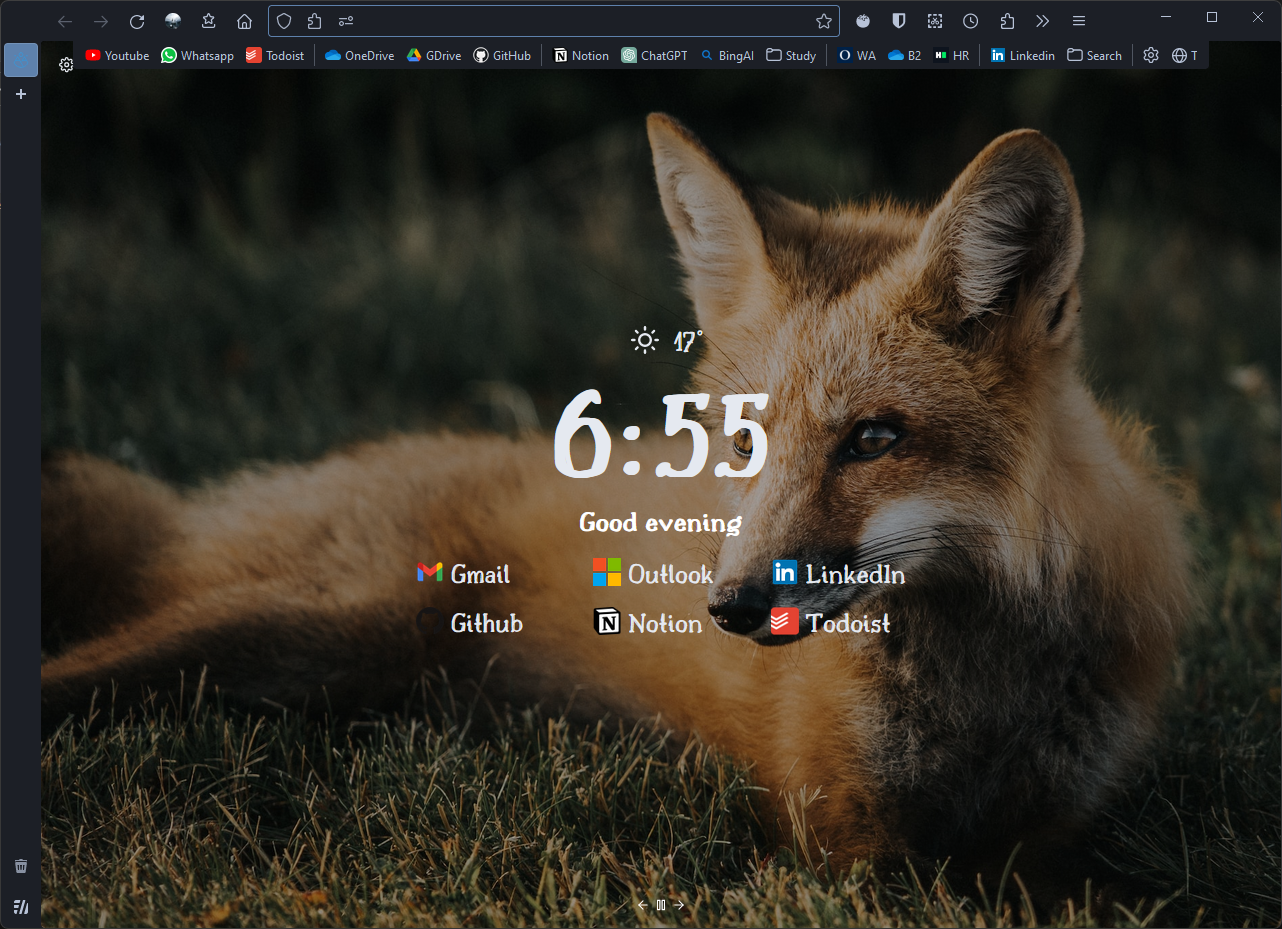 Youtube Whatsapp Todoist OneDrive GDrive GitHub Notion ChatGPT BingAI Study WA B2 HR Linkedin Search T
17°
6:55
Good evening
Gmail Outlook LinkedIn
Github Notion Todoist